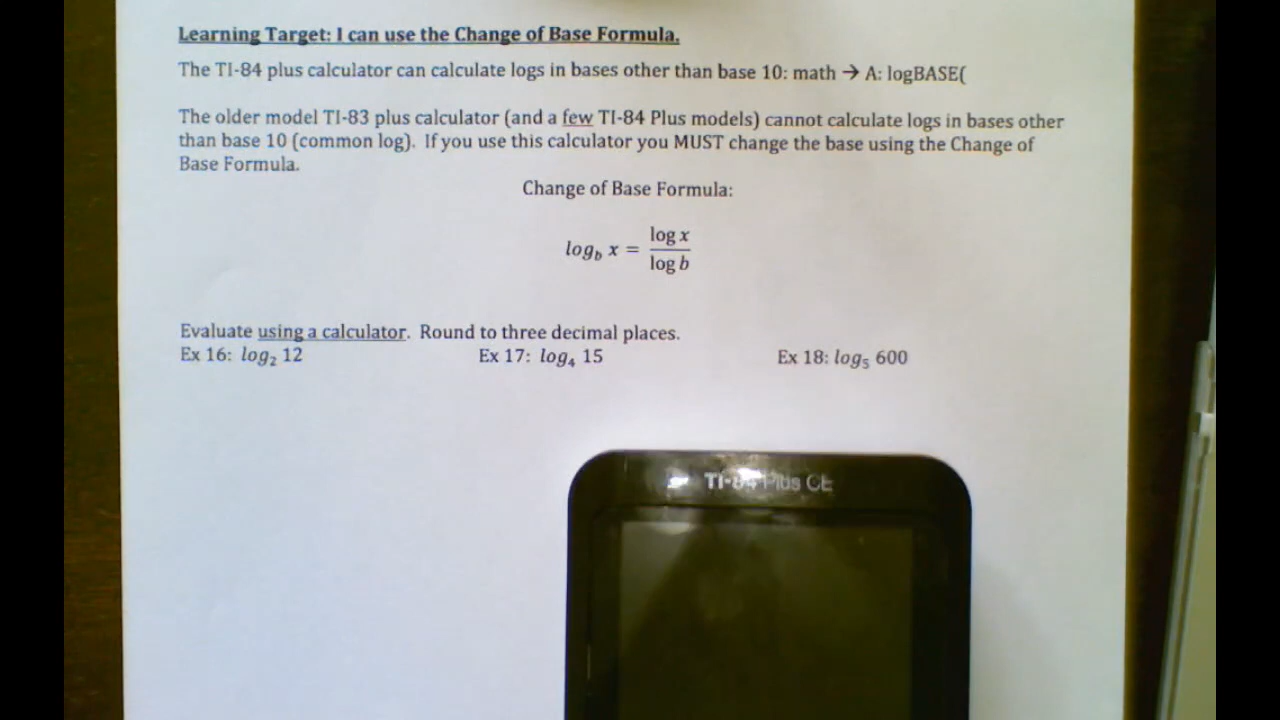 Learning Target: I can use the Change of Base Formula.
The TI-84 plus calculator can calculate logs in bases other than base 10: math → A: logBASE(
The older model TI-83 plus calculator (and a few TI-84 Plus models) cannot calculate logs in bases other
than base 10 (common log). If you use this calculator you MUST change the base using the Change of
Base Formula.
Change of Base Formula:
log_b x = log x / log b
Evaluate using a calculator. Round to three decimal places.
Ex 16: log₂ 12 Ex 17: log₄ 15 Ex 18: log₅ 600
TI-84 Plus CE